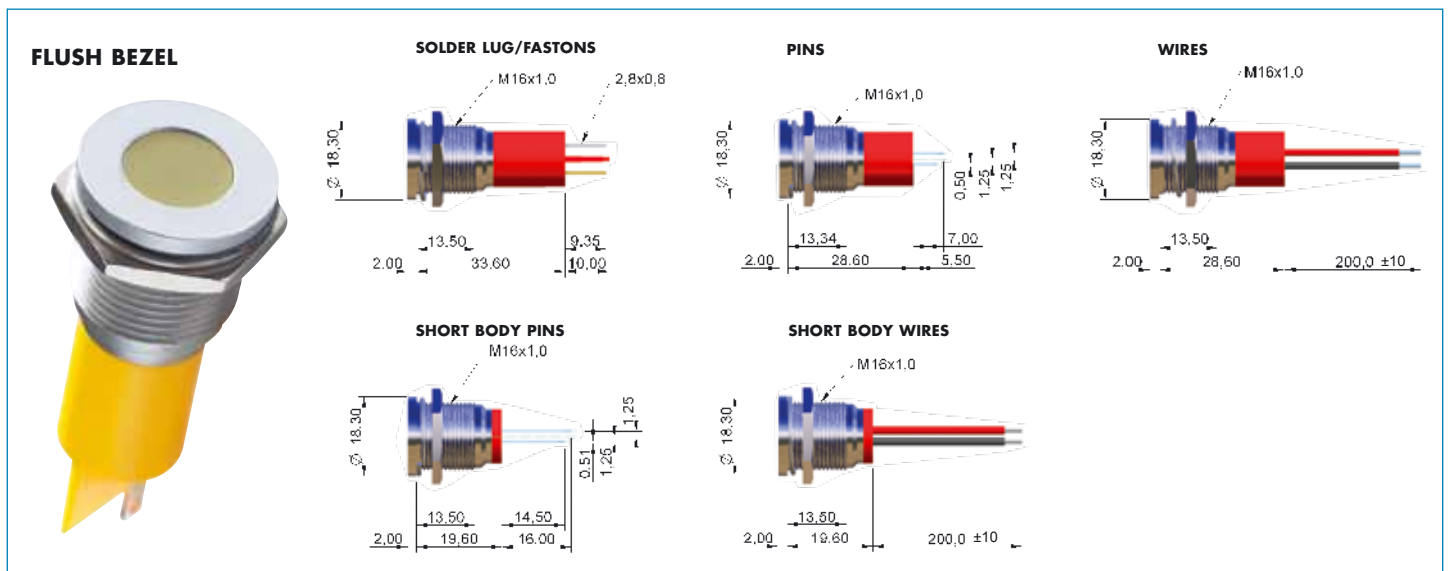 FLUSH BEZEL
SOLDER LUG/FASTONS
M16x1,0
2,8x0,8
Ø 18,30
13.50
9.35
2.00
33.60
10,00
PINS
M16x1,0
Ø 18,30
0,50
1,25
1,25
13,34
7,00
2.00
28.60
5.50
WIRES
M16x1,0
Ø 18,30
13.50
2.00
28,60
200,0 ±10
SHORT BODY PINS
M16x1,0
Ø 18.30
1,25
0.51
1,25
13.50
14,50
2,00
19,60
16.00
SHORT BODY WIRES
M16x1,0
Ø 18,30
13,50
2,00
19.60
200,0 ±10